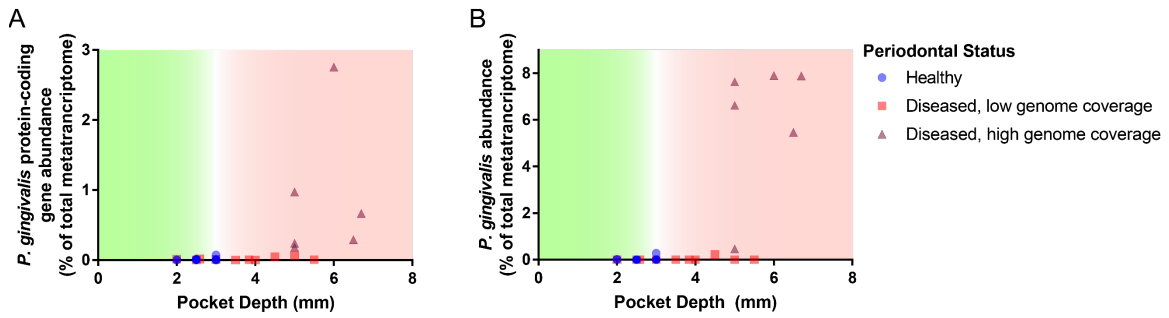 A
P. gingivalis protein-coding
gene abundance
(% of total metatrancriptome)
3
2
1
0
0
2
4
6
8
Pocket Depth (mm)
B
P. gingivalis abundance
(% of total metatranscriptome)
8
6
4
2
0
0
2
4
6
8
Pocket Depth (mm)
Periodontal Status
Healthy
Diseased, low genome coverage
Diseased, high genome coverage